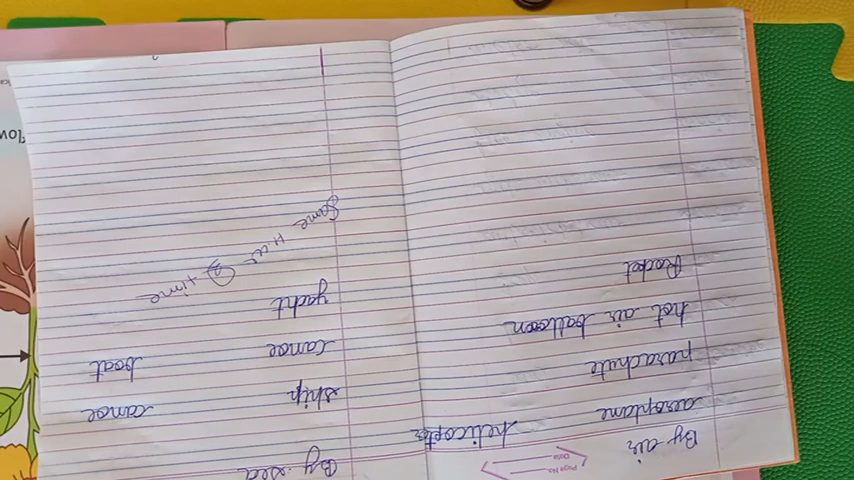 Page No.
Date
By air
aeroplane helicopter
parachute
hot air balloon
Rocket
By sea
ship canoe
canoe boat
yacht
Same H.W 2 time